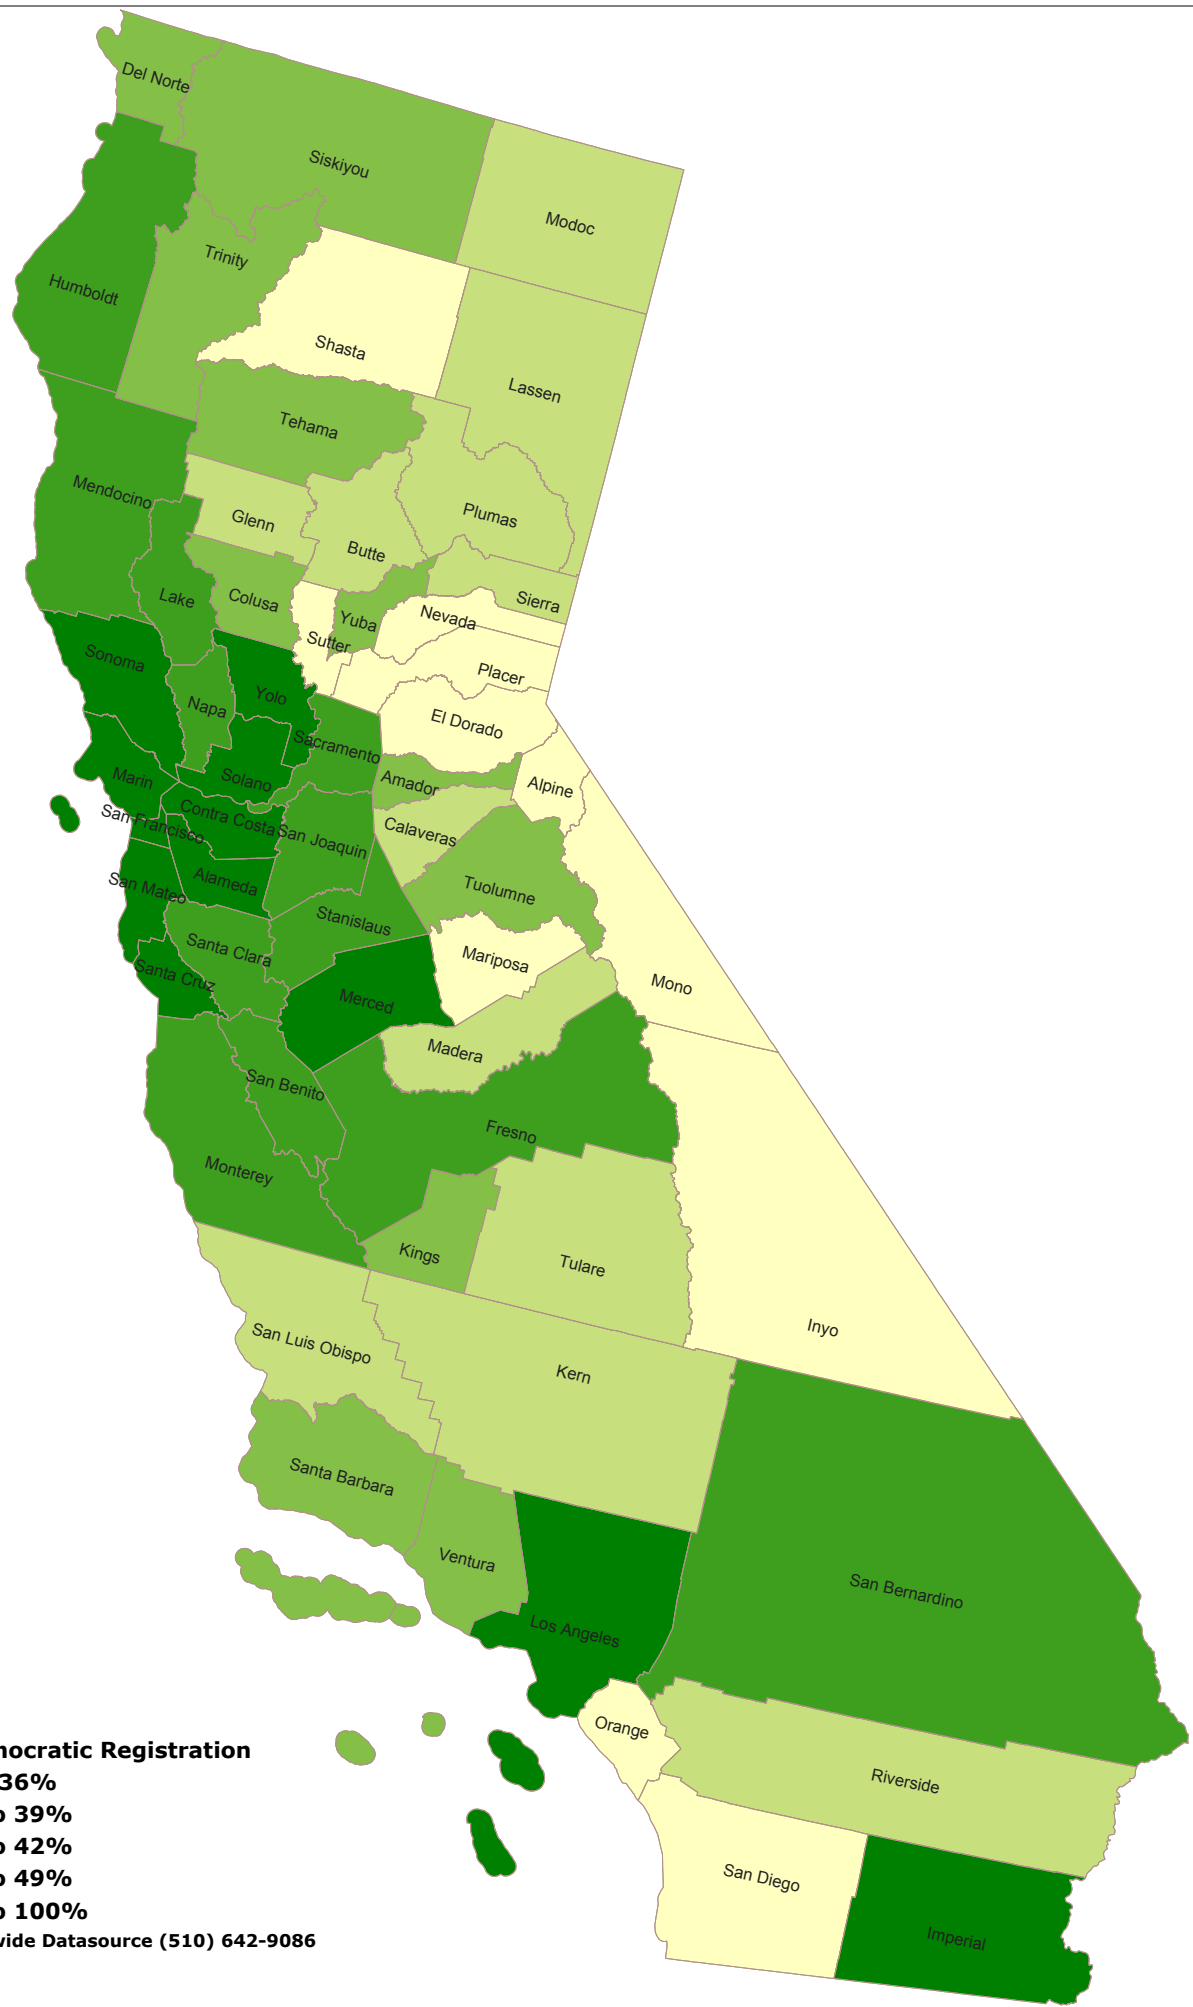 Del Norte
Siskiyou
Modoc
Trinity
Humboldt
Shasta
Lassen
Tehama
Mendocino
Plumas
Glenn
Butte
Lake
Colusa
Sierra
Nevada
Yuba
Sutter
Sonoma
Placer
Yolo
Napa
El Dorado
Sacramento
Marin
Solano
Amador
Alpine
Contra Costa
San Francisco
Calaveras
San Joaquin
Alameda
San Mateo
Tuolumne
Stanislaus
Santa Clara
Mariposa
Santa Cruz
Mono
Merced
Madera
San Benito
Fresno
Monterey
Kings
Tulare
Inyo
San Luis Obispo
Kern
Santa Barbara
Ventura
San Bernardino
Los Angeles
Orange
Riverside
San Diego
Imperial
ocratic Registration
36%
39%
42%
49%
100%
ide Datasource (510) 642-9086